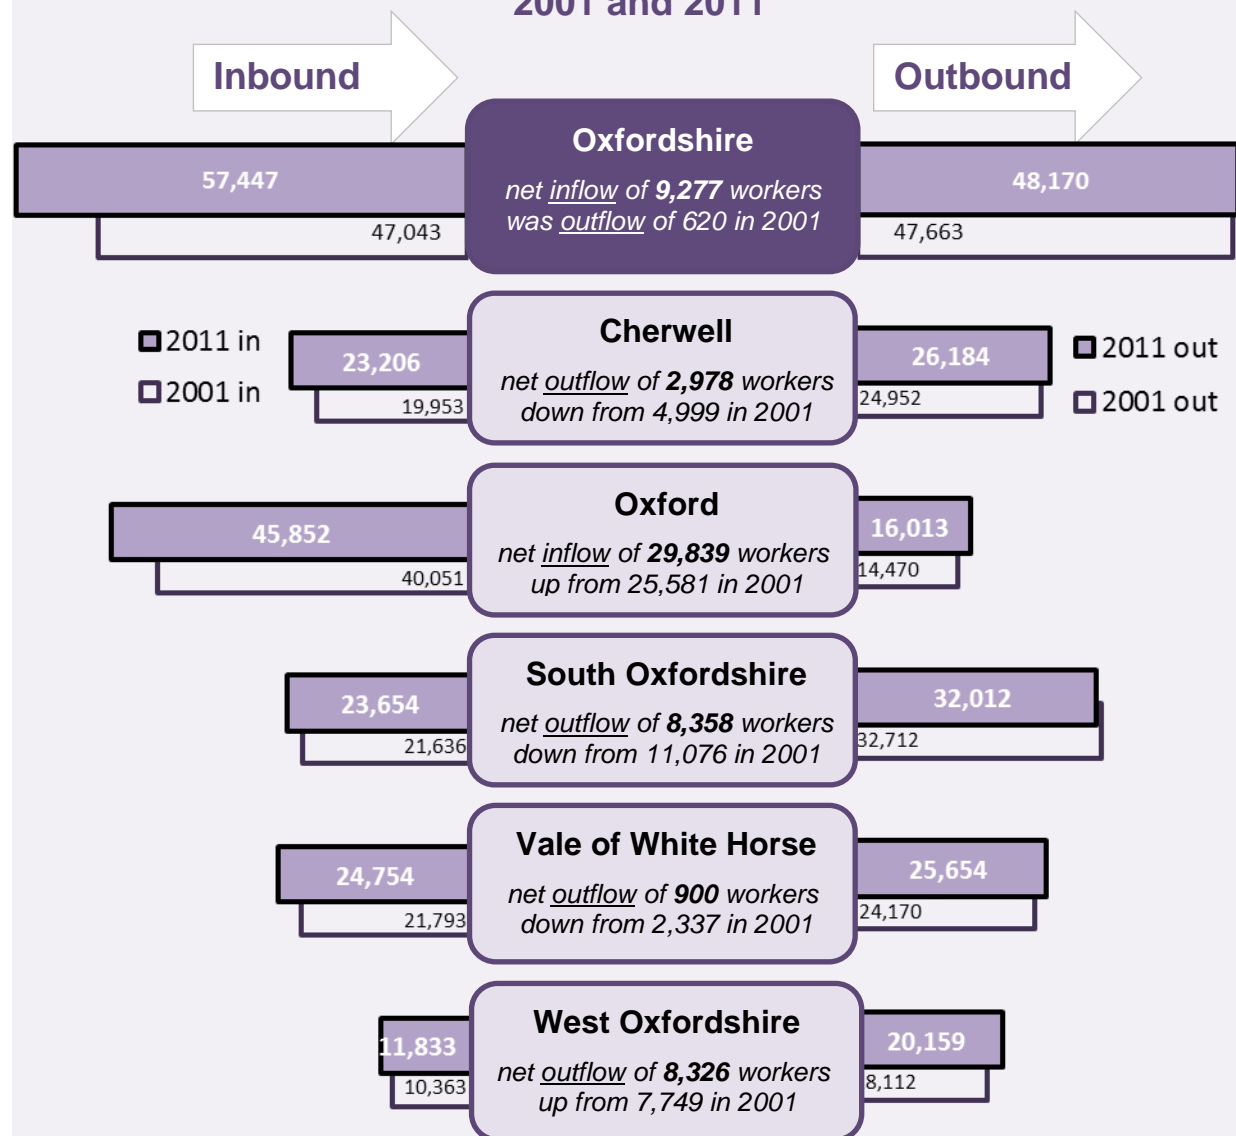 2001 and 2011
Inbound
Outbound
Oxfordshire
net inflow of 9,277 workers
was outflow of 620 in 2001
57,447
47,043
48,170
47,663
2011 in
2001 in
2011 out
2001 out
Cherwell
net outflow of 2,978 workers
down from 4,999 in 2001
23,206
19,953
26,184
24,952
Oxford
net inflow of 29,839 workers
up from 25,581 in 2001
45,852
40,051
16,013
14,470
South Oxfordshire
net outflow of 8,358 workers
down from 11,076 in 2001
23,654
21,636
32,012
32,712
Vale of White Horse
net outflow of 900 workers
down from 2,337 in 2001
24,754
21,793
25,654
24,170
West Oxfordshire
net outflow of 8,326 workers
up from 7,749 in 2001
11,833
10,363
20,159
8,112